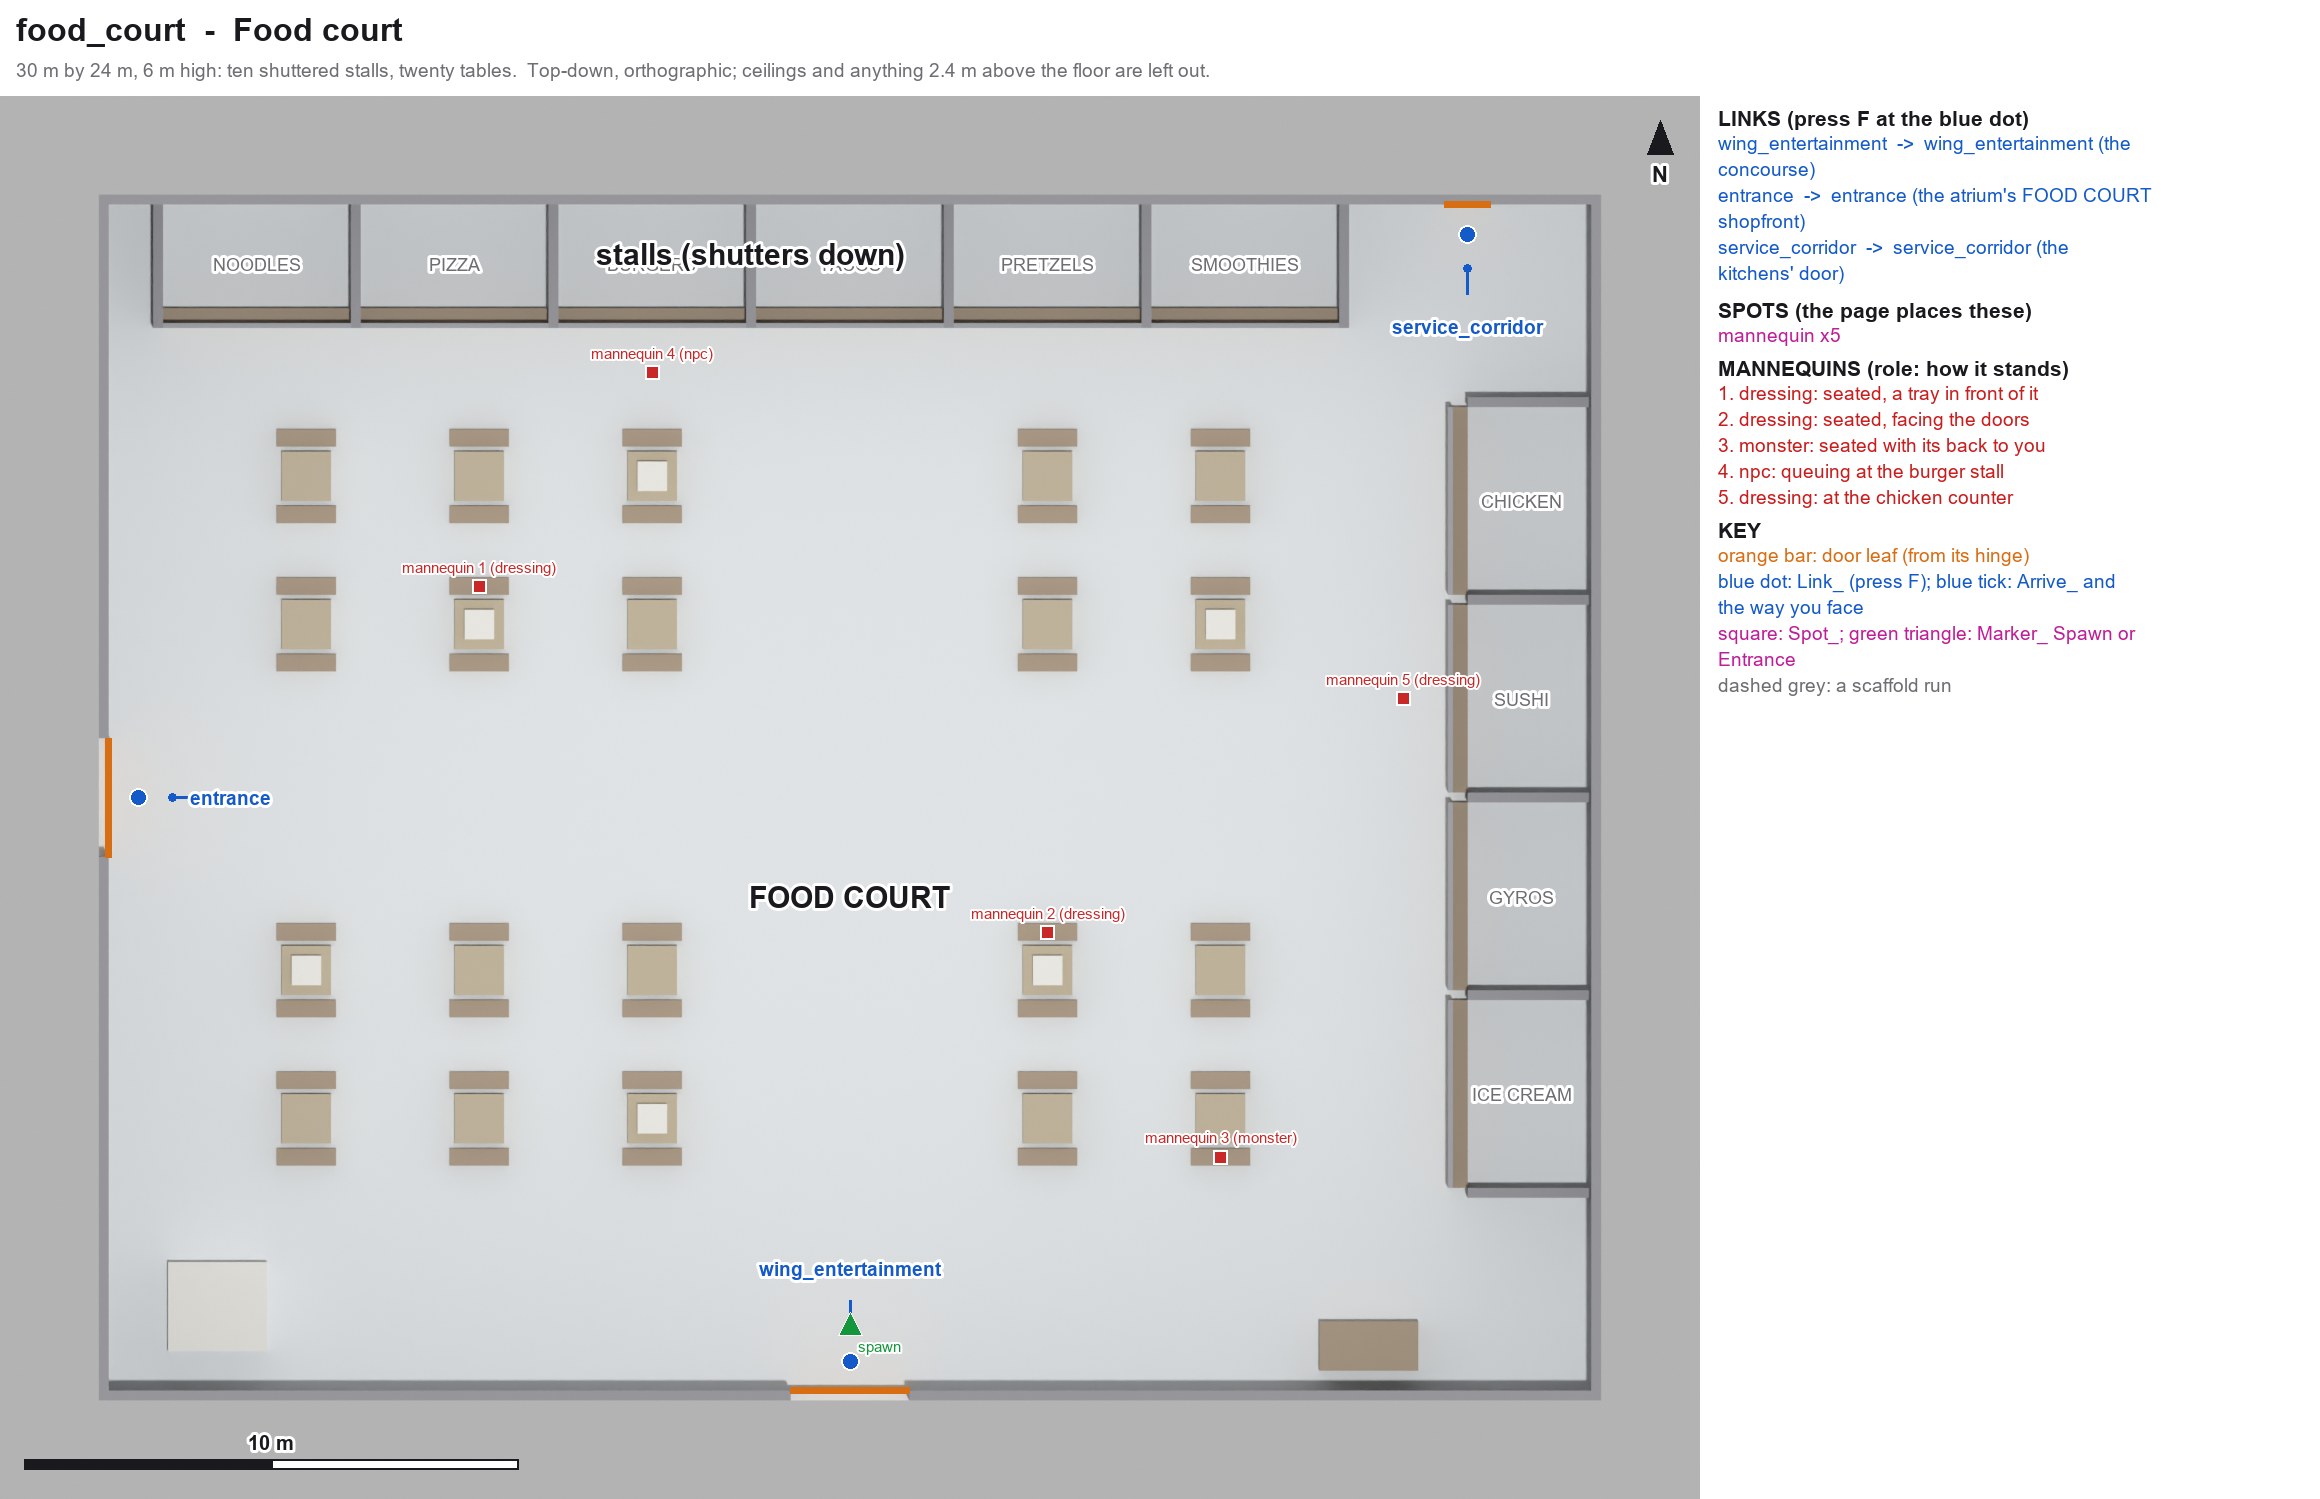 food_court - Food court
30 m by 24 m, 6 m high: ten shuttered stalls, twenty tables. Top-down, orthographic; ceilings and anything 2.4 m above the floor are left out.
N
NOODLES
PIZZA
stalls (shutters down)
PRETZELS
SMOOTHIES
service_corridor
mannequin 4 (npc)
CHICKEN
mannequin 1 (dressing)
mannequin 5 (dressing)
SUSHI
entrance
FOOD COURT
GYROS
mannequin 2 (dressing)
ICE CREAM
mannequin 3 (monster)
wing_entertainment
spawn
10 m
LINKS (press F at the blue dot)
wing_entertainment -> wing_entertainment (the
concourse)
entrance -> entrance (the atrium's FOOD COURT
shopfront)
service_corridor -> service_corridor (the
kitchens' door)
SPOTS (the page places these)
mannequin x5
MANNEQUINS (role: how it stands)
1. dressing: seated, a tray in front of it
2. dressing: seated, facing the doors
3. monster: seated with its back to you
4. npc: queuing at the burger stall
5. dressing: at the chicken counter
KEY
orange bar: door leaf (from its hinge)
blue dot: Link_ (press F); blue tick: Arrive_ and
the way you face
square: Spot_; green triangle: Marker_ Spawn or
Entrance
dashed grey: a scaffold run